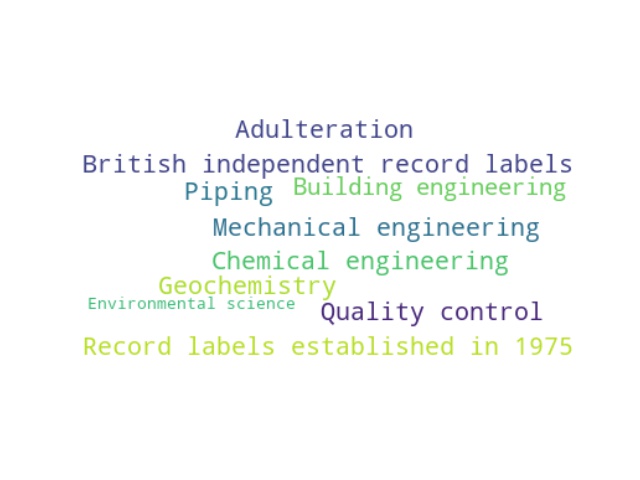 Adulteration
British independent record labels
Piping
Building engineering
Mechanical engineering
Chemical engineering
Geochemistry
Environmental science
Quality control
Record labels established in 1975